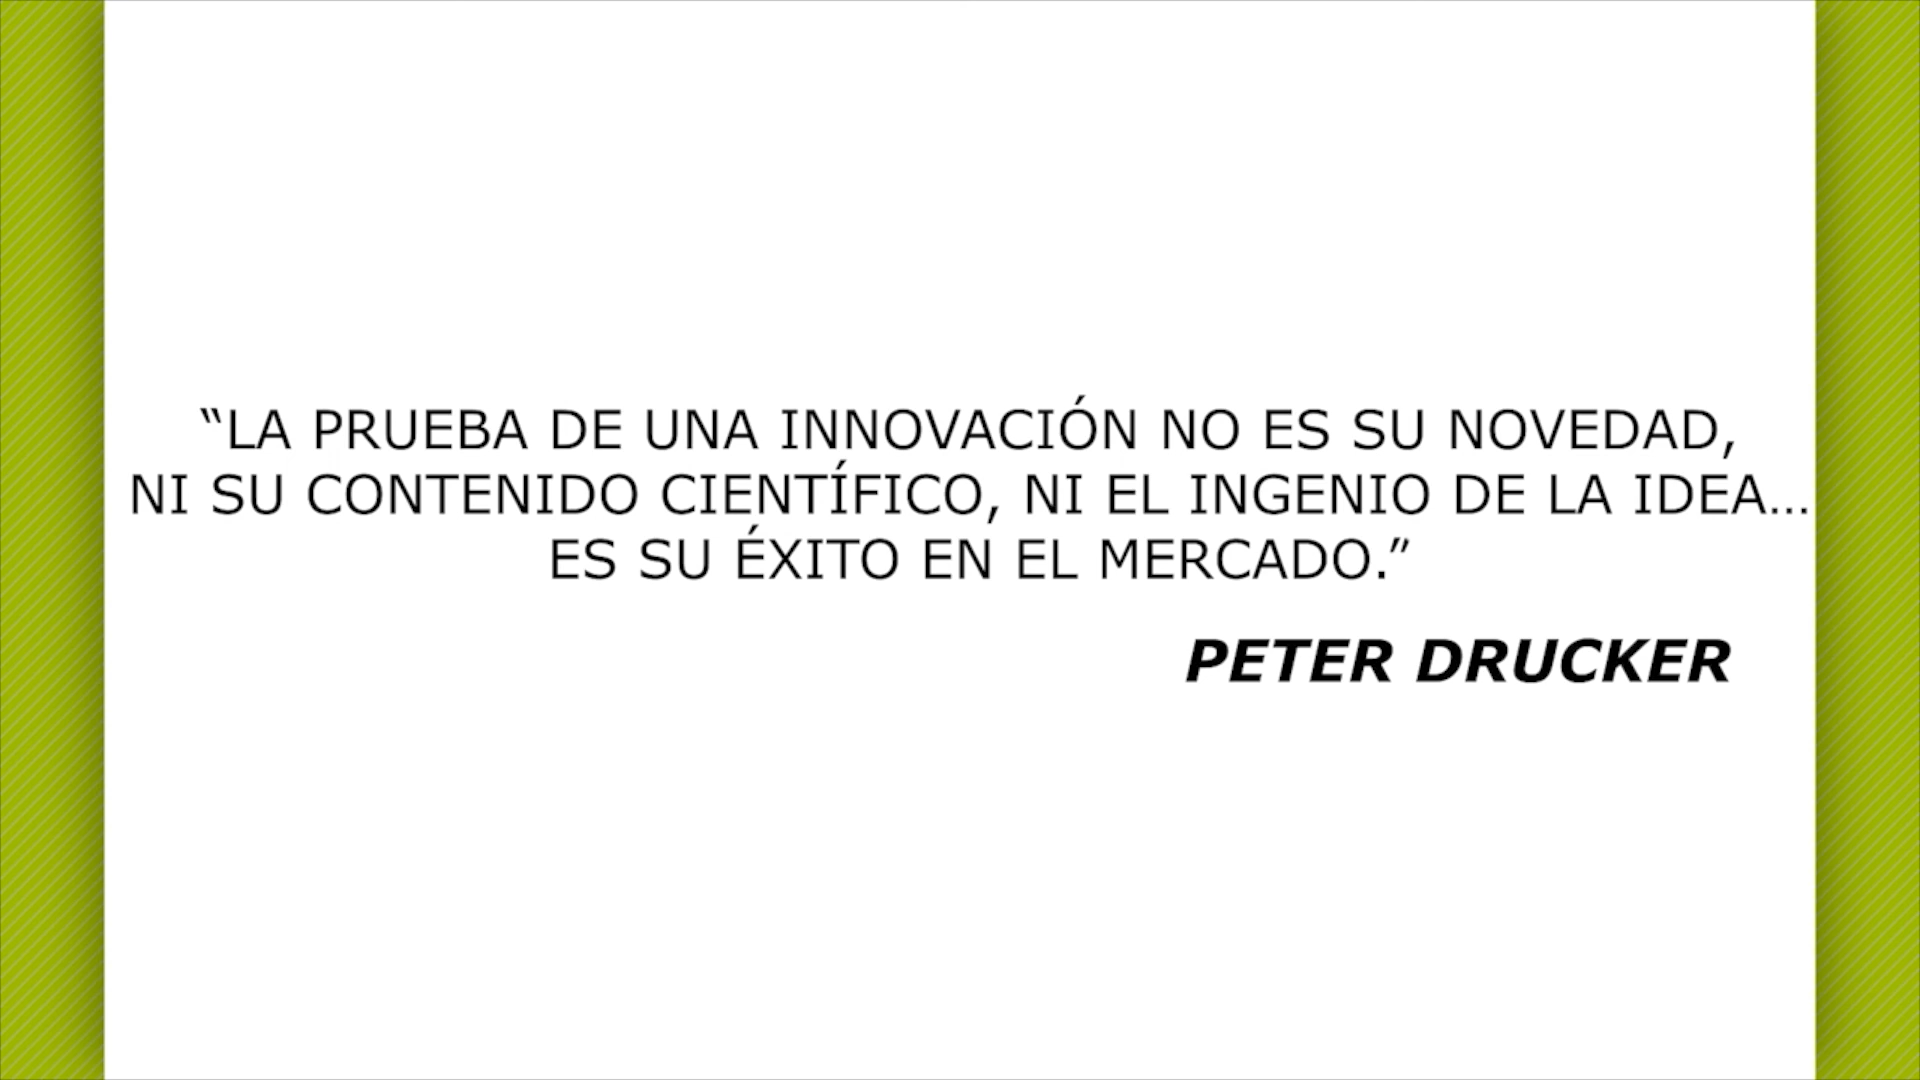 “LA PRUEBA DE UNA INNOVACIÓN NO ES SU NOVEDAD,
NI SU CONTENIDO CIENTÍFICO, NI EL INGENIO DE LA IDEA...
ES SU ÉXITO EN EL MERCADO.”
PETER DRUCKER